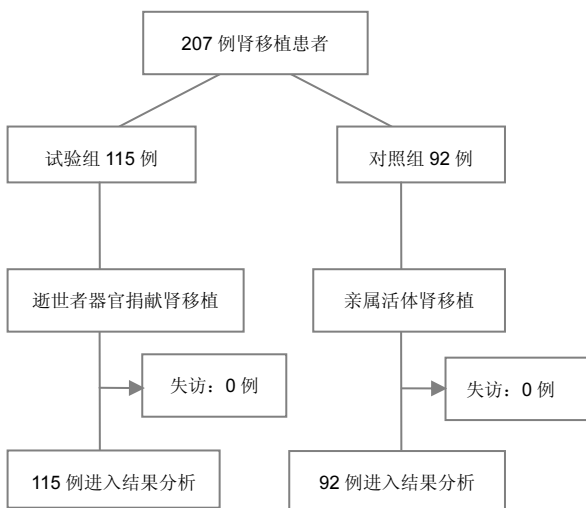 207 例肾移植患者
试验组 115 例
对照组 92 例
逝世者器官捐献肾移植
亲属活体肾移植
失访：0 例
失访：0 例
115 例进入结果分析
92 例进入结果分析